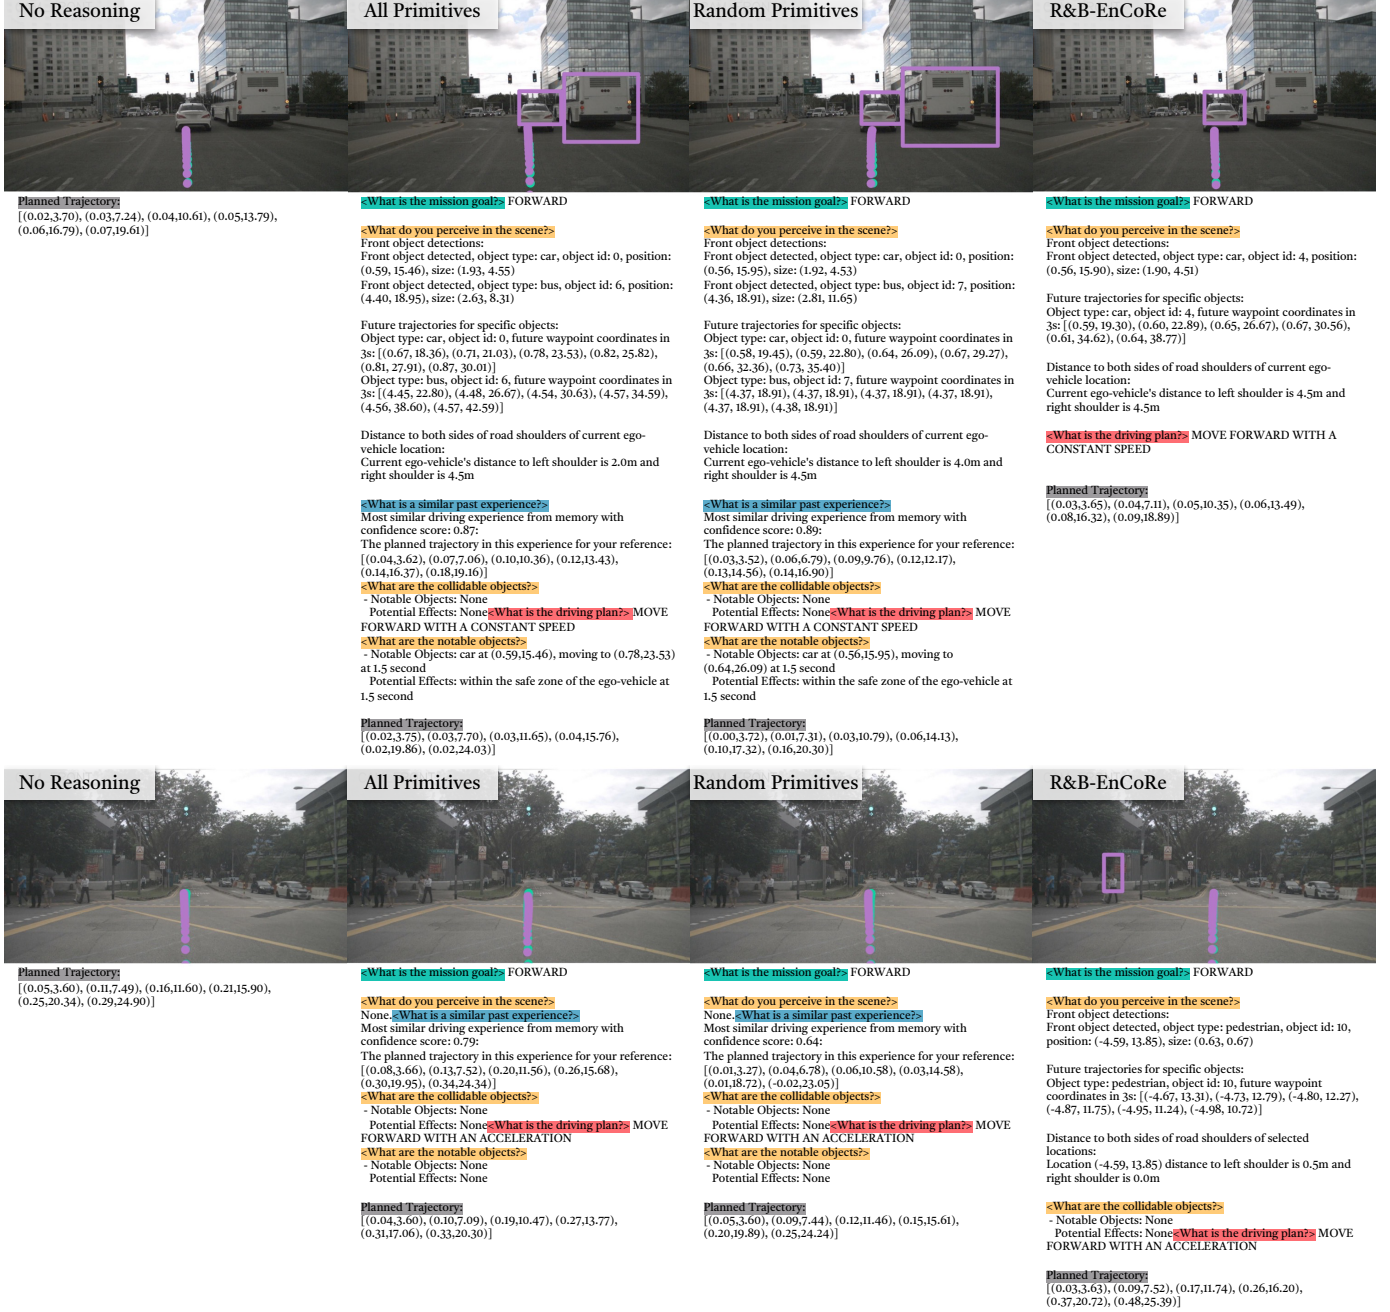 No Reasoning
Planned Trajectory:
[(0.02,3.70), (0.03,7.24), (0.04,10.61), (0.05,13.79),
(0.06,16.79), (0.07,19.61)]
All Primitives
<What is the mission goal?> FORWARD
<What do you perceive in the scene?>
Front object detections:
Front object detected, object type: car, object id: 0, position:
(0.59, 15.46), size: (1.93, 4.55)
Front object detected, object type: bus, object id: 6, position:
(4.40, 18.95), size: (2.63, 8.31)
Future trajectories for specific objects:
Object type: car, object id: 0, future waypoint coordinates in
3s: [(0.67, 18.36), (0.71, 21.03), (0.78, 23.53), (0.82, 25.82),
(0.81, 27.91), (0.87, 30.01)]
Object type: bus, object id: 6, future waypoint coordinates in
3s: [(4.45, 22.80), (4.48, 26.67), (4.54, 30.63), (4.57, 34.59),
(4.56, 38.60), (4.57, 42.59)]
Distance to both sides of road shoulders of current ego-
vehicle location:
Current ego-vehicle's distance to left shoulder is 2.0m and
right shoulder is 4.5m
<What is a similar past experience?>
Most similar driving experience from memory with
confidence score: 0.87:
The planned trajectory in this experience for your reference:
[(0.04,3.62), (0.07,7.06), (0.10,10.36), (0.12,13.43),
(0.14,16.37), (0.18,19.16)]
<What are the collidable objects?>
- Notable Objects: None
Potential Effects: None<What is the driving plan?> MOVE
FORWARD WITH A CONSTANT SPEED
<What are the notable objects?>
- Notable Objects: car at (0.59,15.46), moving to (0.78,23.53)
at 1.5 second
Potential Effects: within the safe zone of the ego-vehicle at
1.5 second
Planned Trajectory:
[(0.02,3.75), (0.03,7.70), (0.03,11.65), (0.04,15.76),
(0.02,19.86), (0.02,24.03)]
Random Primitives
<What is the mission goal?> FORWARD
<What do you perceive in the scene?>
Front object detections:
Front object detected, object type: car, object id: 0, position:
(0.56, 15.95), size: (1.92, 4.53)
Front object detected, object type: bus, object id: 7, position:
(4.36, 18.91), size: (2.81, 11.65)
Future trajectories for specific objects:
Object type: car, object id: 0, future waypoint coordinates in
3s: [(0.58, 19.45), (0.59, 22.80), (0.64, 26.09), (0.67, 29.27),
(0.66, 32.36), (0.73, 35.40)]
Object type: bus, object id: 7, future waypoint coordinates in
3s: [(4.37, 18.91), (4.37, 18.91), (4.37, 18.91), (4.37, 18.91),
(4.37, 18.91), (4.38, 18.91)]
Distance to both sides of road shoulders of current ego-
vehicle location:
Current ego-vehicle's distance to left shoulder is 4.0m and
right shoulder is 4.5m
<What is a similar past experience?>
Most similar driving experience from memory with
confidence score: 0.89:
The planned trajectory in this experience for your reference:
[(0.03,3.52), (0.06,6.79), (0.09,9.76), (0.12,12.17),
(0.13,14.56), (0.14,16.90)]
<What are the collidable objects?>
- Notable Objects: None
Potential Effects: None<What is the driving plan?> MOVE
FORWARD WITH A CONSTANT SPEED
<What are the notable objects?>
- Notable Objects: car at (0.56,15.95), moving to
(0.64,26.09) at 1.5 second
Potential Effects: within the safe zone of the ego-vehicle at
1.5 second
Planned Trajectory:
[(0.00,3.72), (0.01,7.31), (0.03,10.79), (0.06,14.13),
(0.10,17.32), (0.16,20.30)]
R&B-EnCoRe
<What is the mission goal?> FORWARD
<What do you perceive in the scene?>
Front object detections:
Front object detected, object type: car, object id: 4, position:
(0.56, 15.90), size: (1.90, 4.51)
Future trajectories for specific objects:
Object type: car, object id: 4, future waypoint coordinates in
3s: [(0.59, 19.30), (0.60, 22.89), (0.65, 26.67), (0.67, 30.56),
(0.61, 34.62), (0.64, 38.77)]
Distance to both sides of road shoulders of current ego-
vehicle location:
Current ego-vehicle's distance to left shoulder is 4.5m and
right shoulder is 4.5m
<What is the driving plan?> MOVE FORWARD WITH A
CONSTANT SPEED
Planned Trajectory:
[(0.03,3.65), (0.04,7.11), (0.05,10.35), (0.06,13.49),
(0.08,16.32), (0.09,18.89)]
No Reasoning
Planned Trajectory:
[(0.05,3.60), (0.11,7.49), (0.16,11.60), (0.21,15.90),
(0.25,20.34), (0.29,24.90)]
All Primitives
<What is the mission goal?> FORWARD
<What do you perceive in the scene?>
None.<What is a similar past experience?>
Most similar driving experience from memory with
confidence score: 0.79:
The planned trajectory in this experience for your reference:
[(0.08,3.66), (0.13,7.52), (0.20,11.56), (0.26,15.68),
(0.30,19.95), (0.34,24.34)]
<What are the collidable objects?>
- Notable Objects: None
Potential Effects: None<What is the driving plan?> MOVE
FORWARD WITH AN ACCELERATION
<What are the notable objects?>
- Notable Objects: None
Potential Effects: None
Planned Trajectory:
[(0.04,3.60), (0.10,7.09), (0.19,10.47), (0.27,13.77),
(0.31,17.06), (0.33,20.30)]
Random Primitives
<What is the mission goal?> FORWARD
<What do you perceive in the scene?>
None.<What is a similar past experience?>
Most similar driving experience from memory with
confidence score: 0.64:
The planned trajectory in this experience for your reference:
[(0.01,3.27), (0.04,6.78), (0.06,10.58), (0.03,14.58),
(0.01,18.72), (-0.02,23.05)]
<What are the collidable objects?>
- Notable Objects: None
Potential Effects: None<What is the driving plan?> MOVE
FORWARD WITH AN ACCELERATION
<What are the notable objects?>
- Notable Objects: None
Potential Effects: None
Planned Trajectory:
[(0.05,3.60), (0.09,7.44), (0.12,11.46), (0.15,15.61),
(0.20,19.89), (0.25,24.24)]
R&B-EnCoRe
<What is the mission goal?> FORWARD
<What do you perceive in the scene?>
Front object detections:
Front object detected, object type: pedestrian, object id: 10,
position: (-4.59, 13.85), size: (0.63, 0.67)
Future trajectories for specific objects:
Object type: pedestrian, object id: 10, future waypoint
coordinates in 3s: [(-4.67, 13.31), (-4.73, 12.79), (-4.80, 12.27),
(-4.87, 11.75), (-4.95, 11.24), (-4.98, 10.72)]
Distance to both sides of road shoulders of selected
locations:
Location (-4.59, 13.85) distance to left shoulder is 0.5m and
right shoulder is 0.0m
<What are the collidable objects?>
- Notable Objects: None
Potential Effects: None<What is the driving plan?> MOVE
FORWARD WITH AN ACCELERATION
Planned Trajectory:
[(0.03,3.63), (0.09,7.52), (0.17,11.74), (0.26,16.20),
(0.37,20.72), (0.48,25.39)]